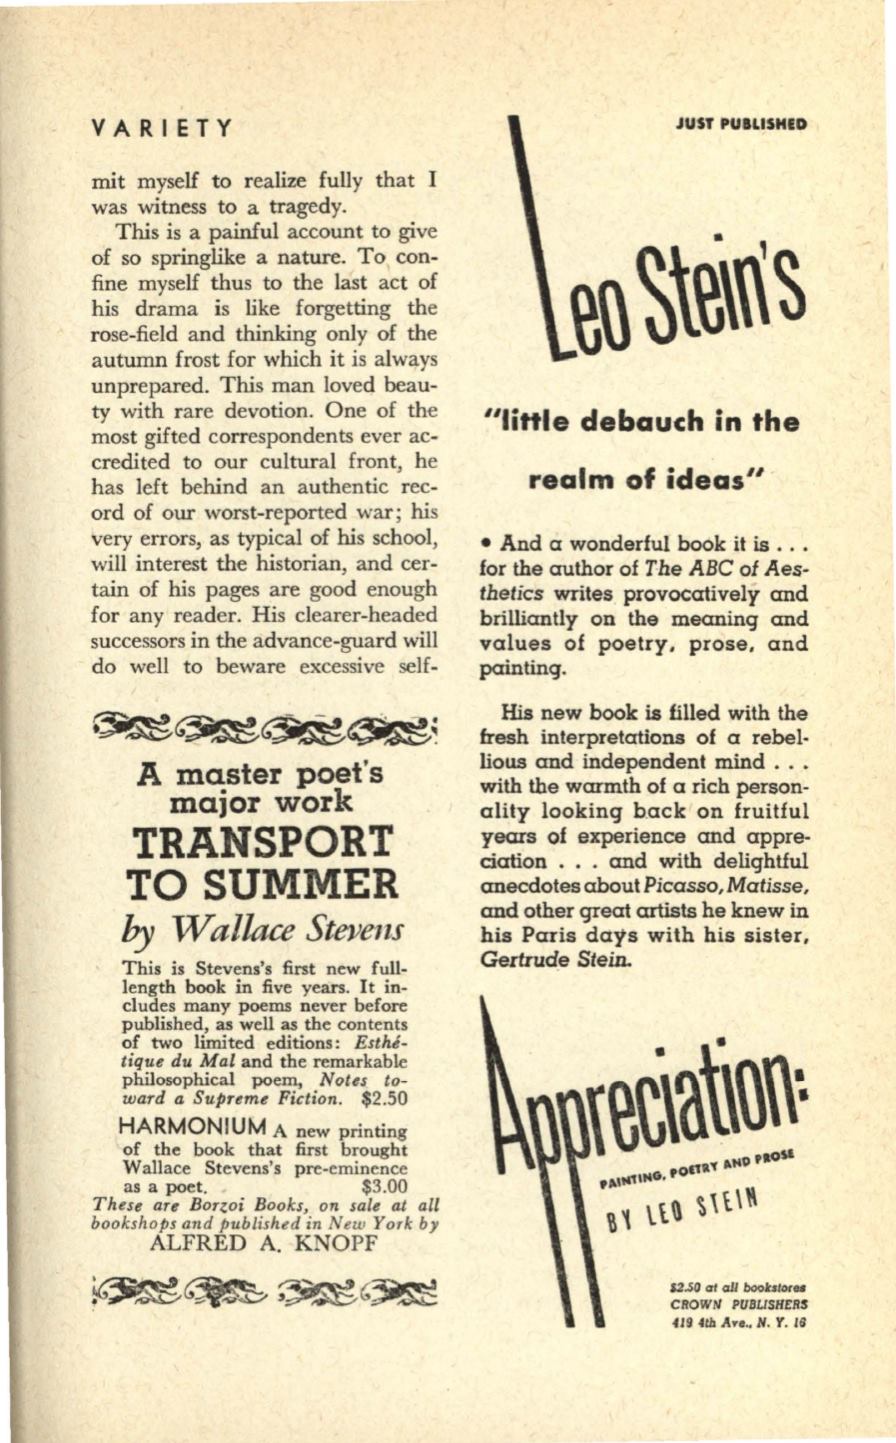 VARIETY
mit myself to realize fully that I
was witness to a tragedy.
This is a painful account to give
of so springlike a nature. To con-
fine myself thus to the last act of
his drama is like forgetting the
rose-field and thinking only of the
autumn frost for which it is always
unprepared. This man loved beau-
ty with rare devotion. One of the
most gifted correspondents ever ac-
credited to our cultural front, he
has left behind an authentic rec-
ord of our worst-reported war; his
very errors, as typical of his school,
will interest the historian, and cer-
tain of his pages are good enough
for any reader. His clearer-headed
successors in the advance-guard will
do well to beware excessive self-
A master poet's
major work
TRANSPORT
TO SUMMER
by Wallace Stevens
This is Stevens's first new full-
length book in five years. It in-
cludes many poems never before
published, as well as the contents
of two limited editions: Esthé-
tique du Mal and the remarkable
philosophical poem, Notes to-
ward a Supreme Fiction. $2.50
HARMONIUM A new printing
of the book that first brought
Wallace Stevens's pre-eminence
as a poet. $3.00
These are Borzoi Books, on sale at all
bookshops and published in New York by
ALFRED A. KNOPF
JUST PUBLISHED
Leo Stein's
"little debauch in the
realm of ideas"
• And a wonderful book it is . . .
for the author of The ABC of Aes-
thetics writes provocatively and
brilliantly on the meaning and
values of poetry, prose, and
painting.
His new book is filled with the
fresh interpretations of a rebel-
lious and independent mind . . .
with the warmth of a rich person-
ality looking back on fruitful
years of experience and appre-
ciation . . . and with delightful
anecdotes about Picasso, Matisse,
and other great artists he knew in
his Paris days with his sister,
Gertrude Stein.
Appreciation:
PAINTING, POETRY AND PROSE
BY LEO STEIN
$2.50 at all bookstores
CROWN PUBLISHERS
419 4th Ave., N. Y. 16